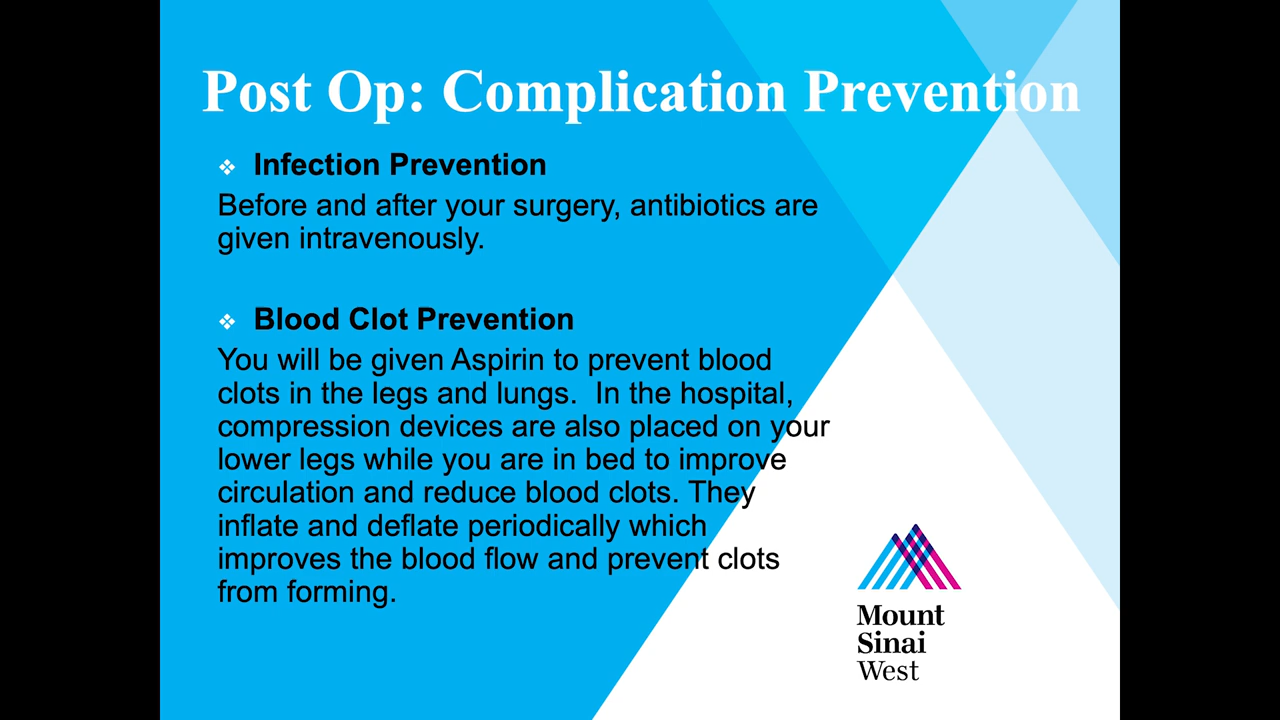 Post Op: Complication Prevention
❖ Infection Prevention
Before and after your surgery, antibiotics are
given intravenously.
❖ Blood Clot Prevention
You will be given Aspirin to prevent blood
clots in the legs and lungs.  In the hospital,
compression devices are also placed on your
lower legs while you are in bed to improve
circulation and reduce blood clots. They
inflate and deflate periodically which
improves the blood flow and prevent clots
from forming.
Mount
Sinai
West